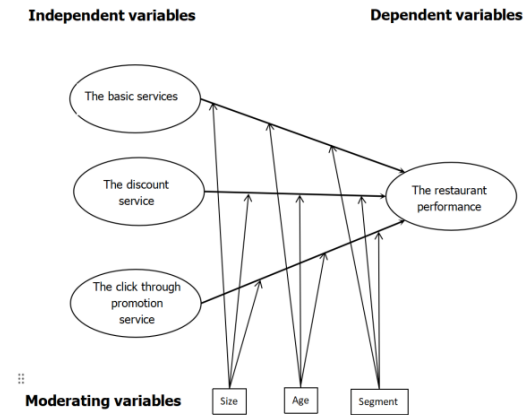 Independent variables
Dependent variables
The basic services
The discount
service
The restaurant
performance
The click through
promotion
service
Moderating variables
Size
Age
Segment